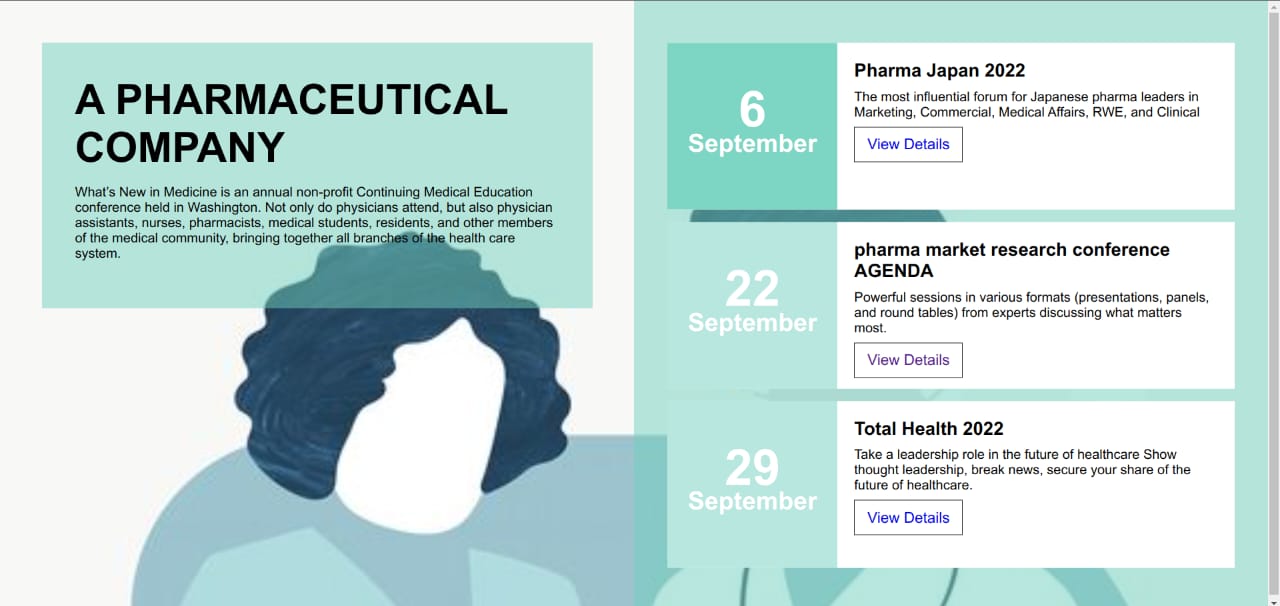 A PHARMACEUTICAL
COMPANY
What's New in Medicine is an annual non-profit Continuing Medical Education
conference held in Washington. Not only do physicians attend, but also physician
assistants, nurses, pharmacists, medical students, residents, and other members
of the medical community, bringing together all branches of the health care
system.
6
September
Pharma Japan 2022
The most influential forum for Japanese pharma leaders in
Marketing, Commercial, Medical Affairs, RWE, and Clinical
View Details
22
September
pharma market research conference
AGENDA
Powerful sessions in various formats (presentations, panels,
and round tables) from experts discussing what matters
most.
View Details
29
September
Total Health 2022
Take a leadership role in the future of healthcare Show
thought leadership, break news, secure your share of the
future of healthcare.
View Details